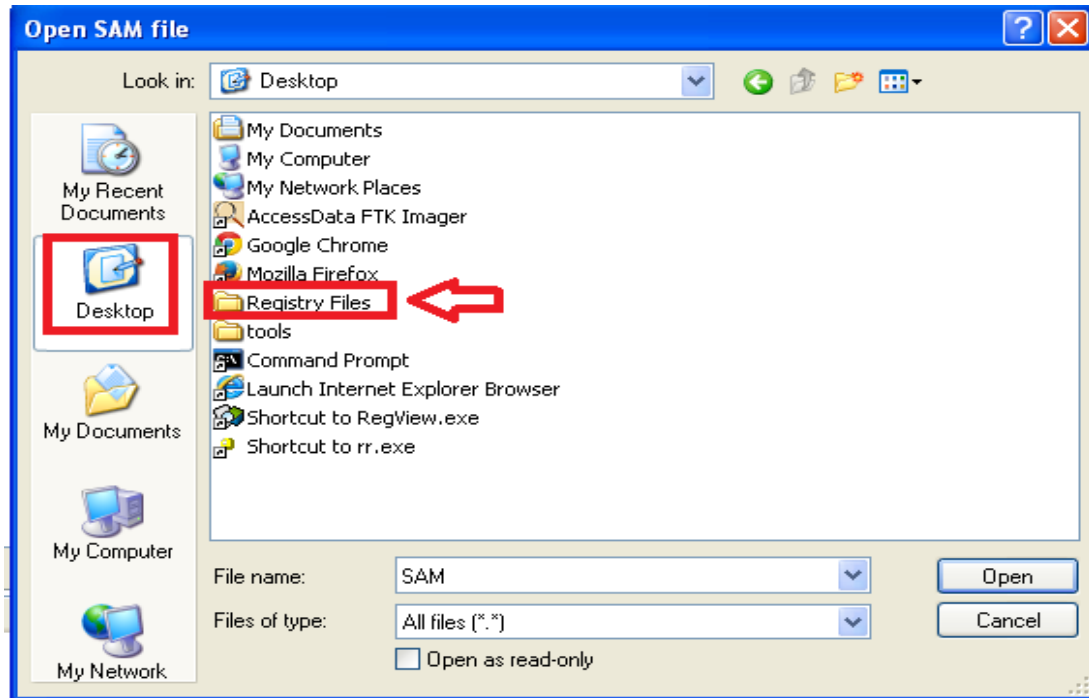 Open SAM file
Look in:
Desktop
My Recent
Documents
Desktop
My Documents
My Computer
My Network
My Documents
My Computer
My Network Places
AccessData FTK Imager
Google Chrome
Mozilla Firefox
Registry Files
tools
Command Prompt
Launch Internet Explorer Browser
Shortcut to RegView.exe
Shortcut to rr.exe
File name:
SAM
Open
Files of type:
All files (*.*)
Cancel
Open as read-only